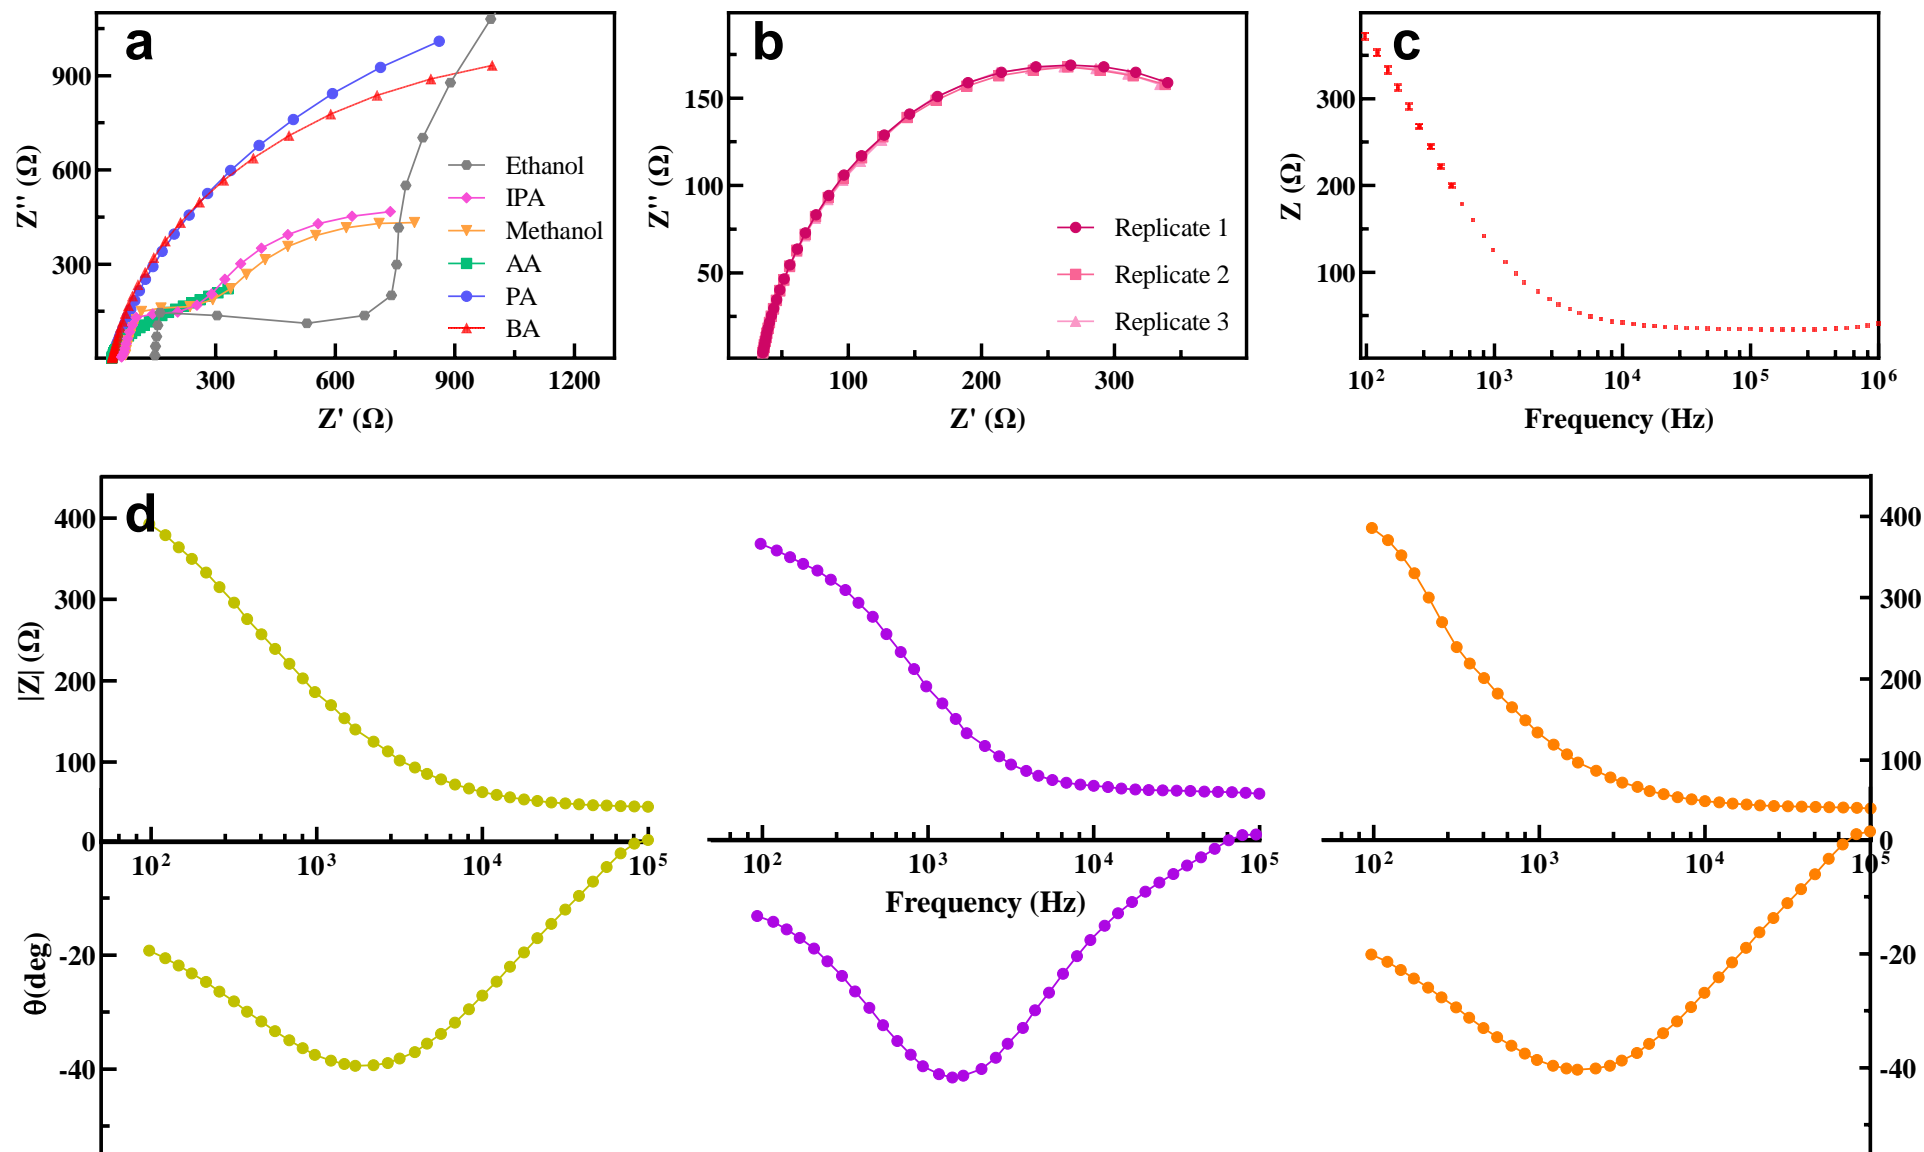 a
Z'' (Ω)
900
600
300
300
600
900
1200
Z' (Ω)
Ethanol
IPA
Methanol
AA
PA
BA
b
Z'' (Ω)
150
100
50
100
200
300
Z' (Ω)
Replicate 1
Replicate 2
Replicate 3
c
Z (Ω)
300
200
100
10²
10³
10⁴
10⁵
10⁶
Frequency (Hz)
d
|Z| (Ω)
400
300
200
100
0
θ(deg)
-20
-40
10²
10³
10⁴
10⁵
10²
10³
10⁴
10⁵
Frequency (Hz)
10²
10³
10⁴
10⁵
400
300
200
100
0
-20
-40